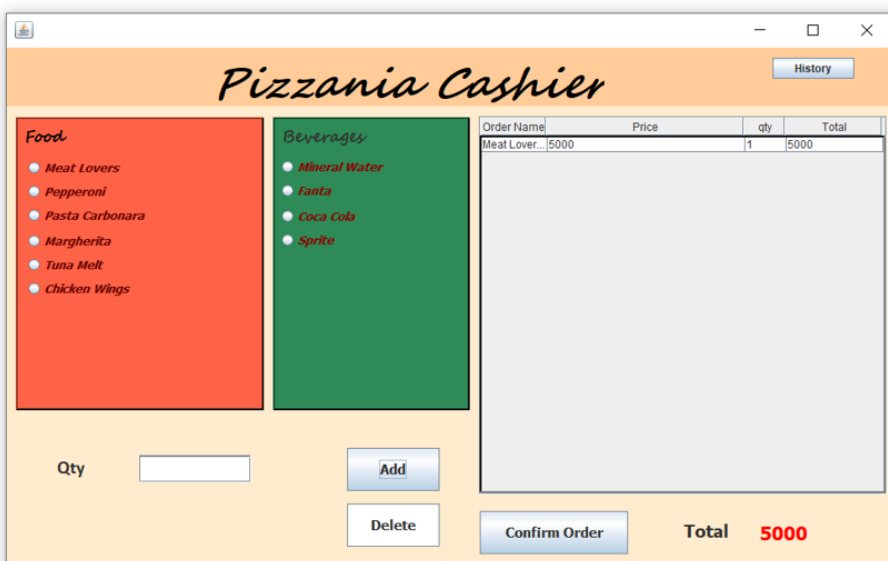 Pizzania Cashier
History
Food
Meat Lovers
Pepperoni
Pasta Carbonara
Margherita
Tuna Melt
Chicken Wings
Beverages
Mineral Water
Fanta
Coca Cola
Sprite
Order Name Price qty Total
Meat Lover... 5000 1 5000
Qty
Add
Delete
Confirm Order
Total 5000